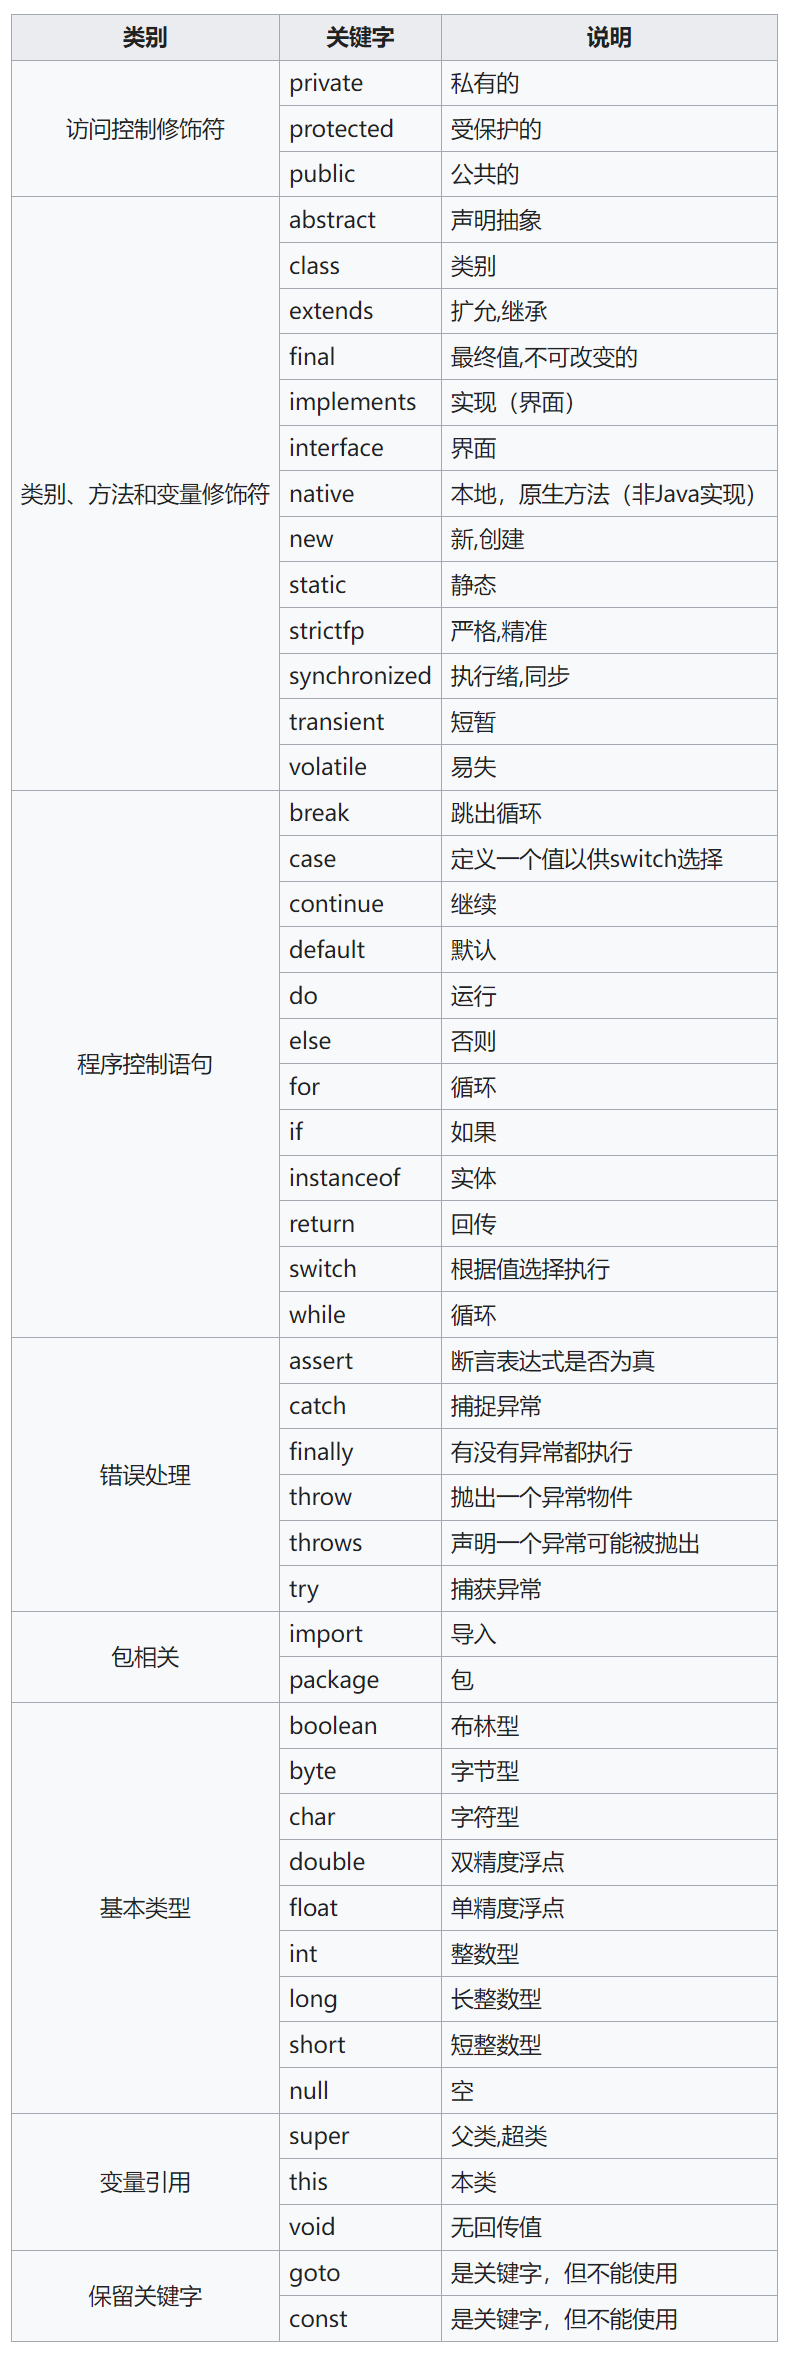 类别 关键字 说明
访问控制修饰符 private 私有的
protected 受保护的
public 公共的
类别、方法和变量修饰符 abstract 声明抽象
class 类别
extends 扩允,继承
final 最终值,不可改变的
implements 实现（界面）
interface 界面
native 本地，原生方法（非Java实现）
new 新,创建
static 静态
strictfp 严格,精准
synchronized 执行绪,同步
transient 短暂
volatile 易失
程序控制语句 break 跳出循环
case 定义一个值以供switch选择
continue 继续
default 默认
do 运行
else 否则
for 循环
if 如果
instanceof 实体
return 回传
switch 根据值选择执行
while 循环
错误处理 assert 断言表达式是否为真
catch 捕捉异常
finally 有没有异常都执行
throw 抛出一个异常物件
throws 声明一个异常可能被抛出
try 捕获异常
包相关 import 导入
package 包
基本类型 boolean 布林型
byte 字节型
char 字符型
double 双精度浮点
float 单精度浮点
int 整数型
long 长整数型
short 短整数型
null 空
变量引用 super 父类,超类
this 本类
void 无回传值
保留关键字 goto 是关键字，但不能使用
const 是关键字，但不能使用